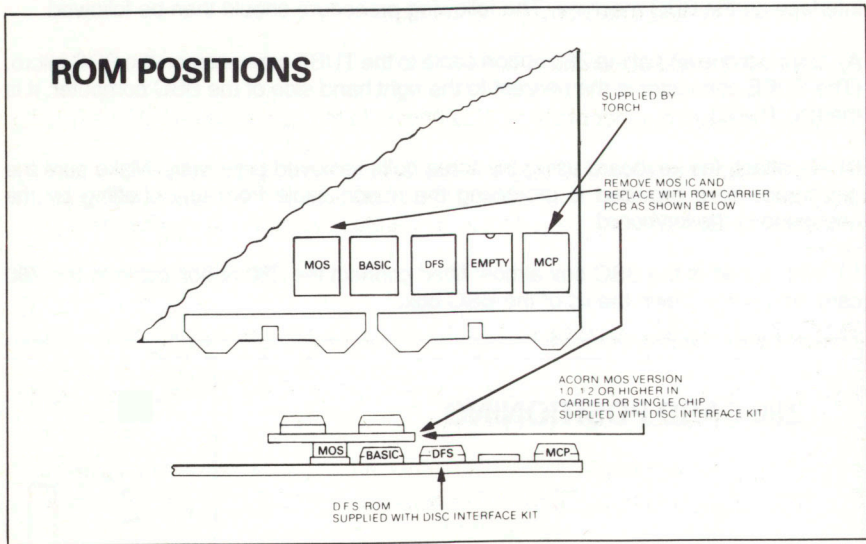 ROM POSITIONS
SUPPLIED BY
TORCH
REMOVE MOS IC AND
REPLACE WITH ROM CARRIER
PCB AS SHOWN BELOW
MOS
BASIC
DFS
EMPTY
MCP
ACORN MOS VERSION
1.0 1.2 OR HIGHER IN
CARRIER OR SINGLE CHIP
SUPPLIED WITH DISC INTERFACE KIT
MOS
BASIC
DFS
MCP
D F S ROM
SUPPLIED WITH DISC INTERFACE KIT